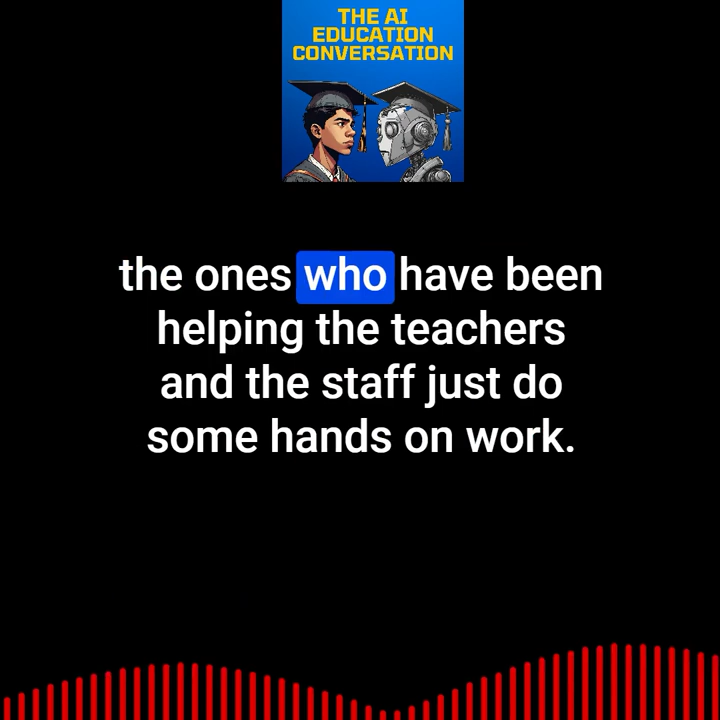 THE AI
EDUCATION
CONVERSATION
the ones who have been
helping the teachers
and the staff just do
some hands on work.